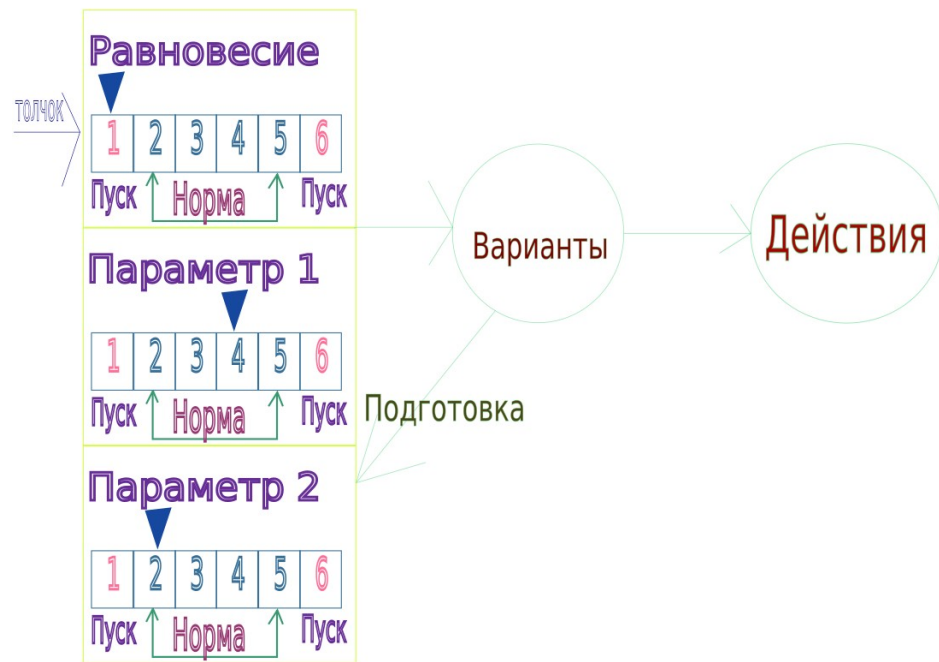 Равновесие
толчок
1 2 3 4 5 6
Пуск Норма Пуск
Параметр 1
1 2 3 4 5 6
Пуск Норма Пуск
Параметр 2
1 2 3 4 5 6
Пуск Норма Пуск
Варианты
Действия
Подготовка